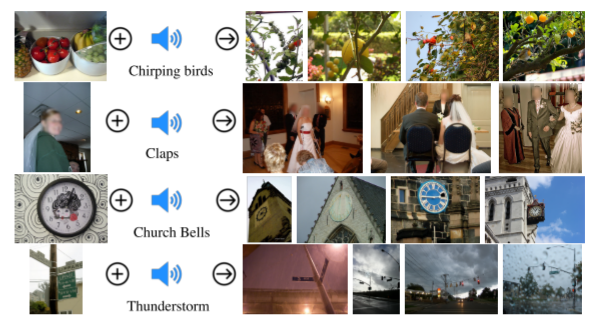 Chirping birds
Claps
Church Bells
Thunderstorm